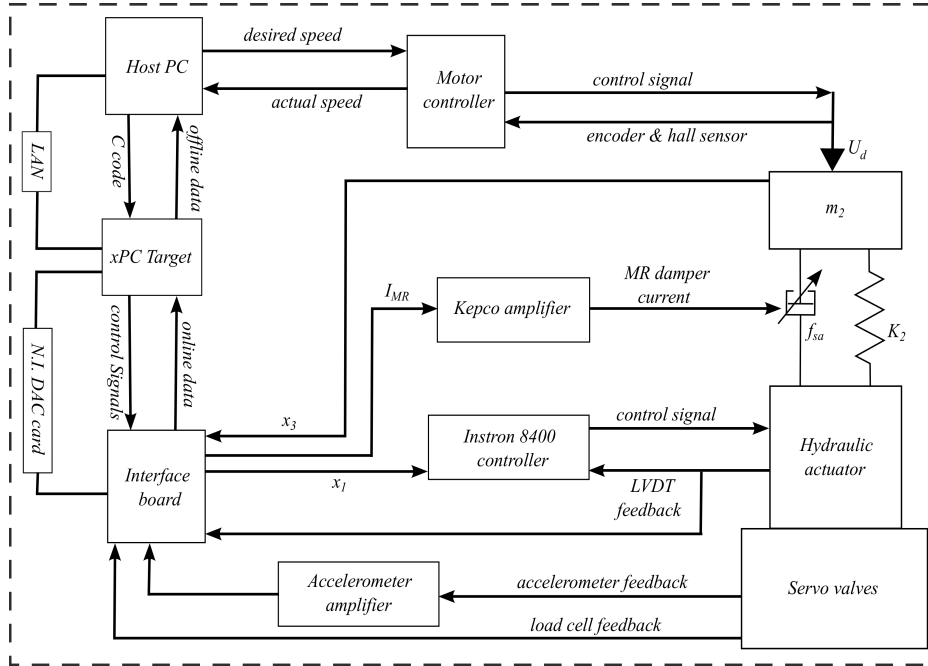 desired speed
Host PC
actual speed
Motor
controller
control signal
encoder & hall sensor
U_d
LAN
C code
offline data
m_2
xPC Target
I_MR
Kepco amplifier
MR damper
current
f_sa
K_2
N.I. DAC card
control Signals
online data
x_3
Instron 8400
controller
control signal
Hydraulic
actuator
Interface
board
x_1
LVDT
feedback
Accelerometer
amplifier
accelerometer feedback
Servo valves
load cell feedback